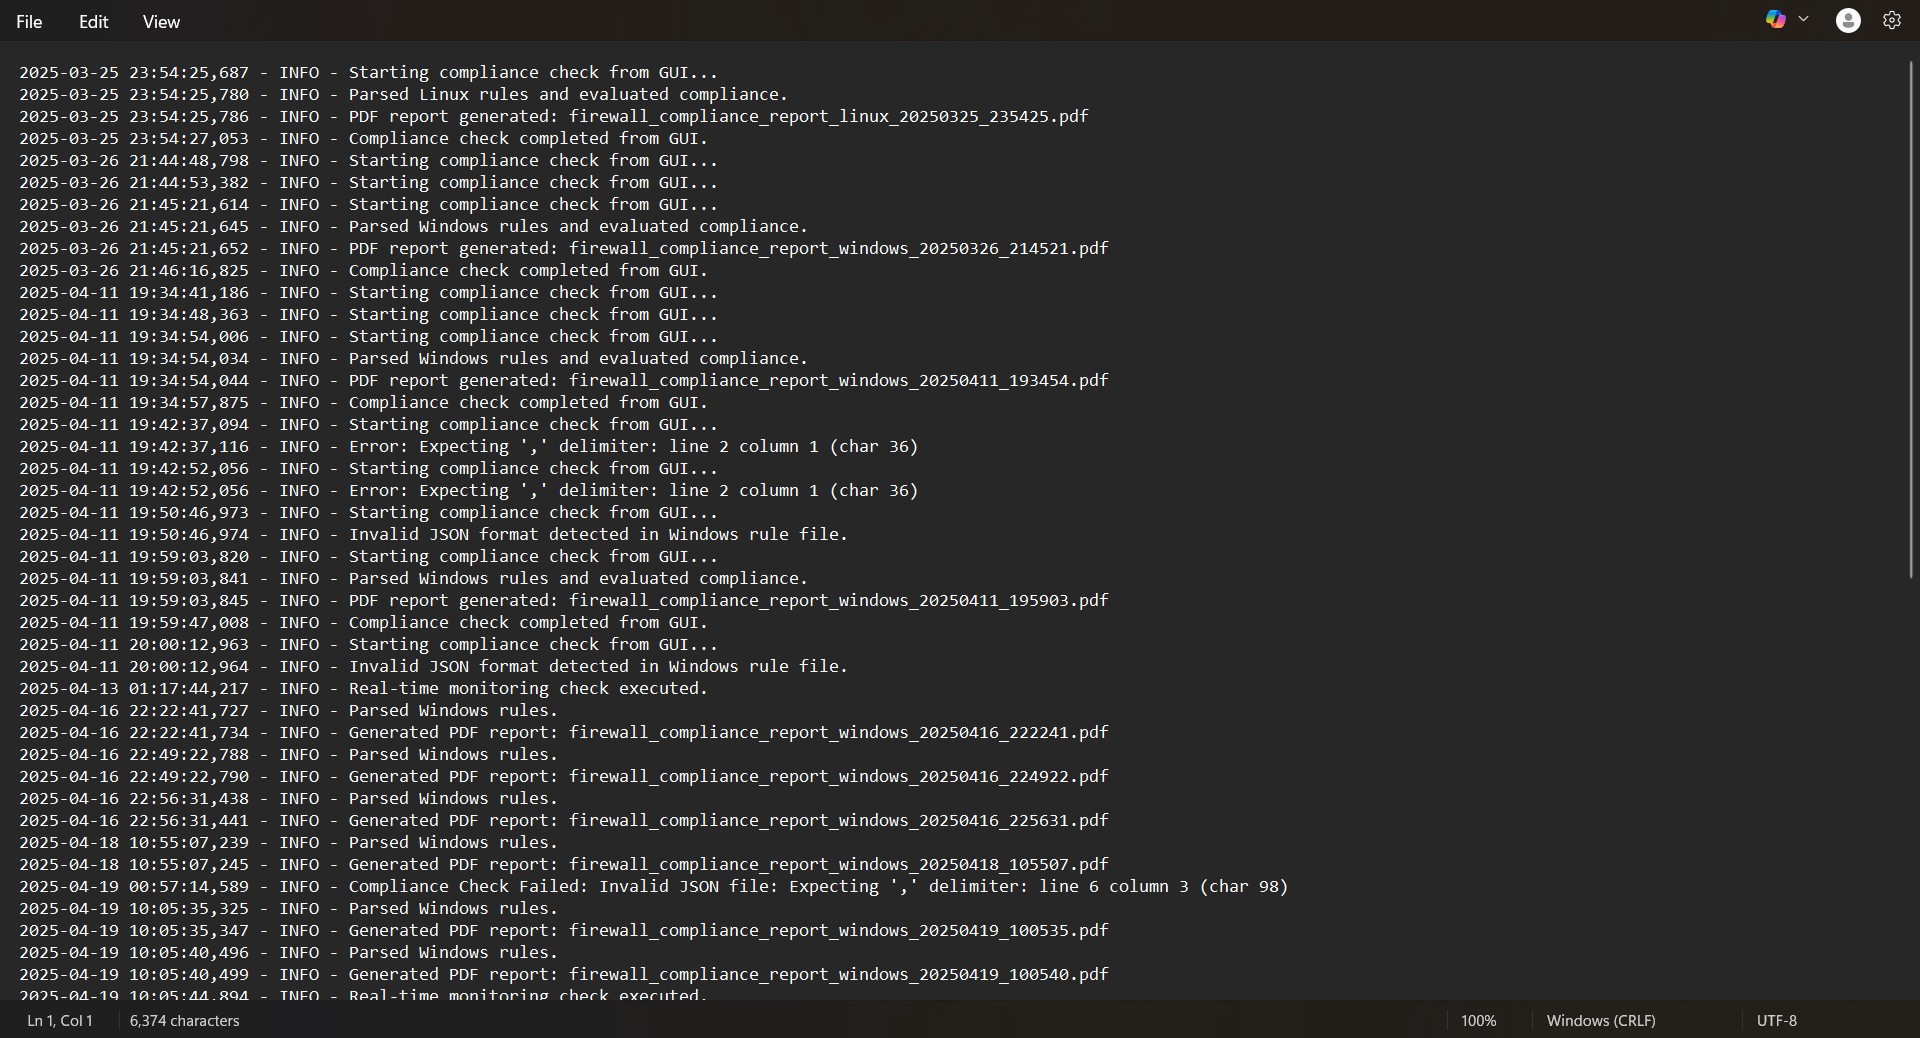 File Edit View
2025-03-25 23:54:25,687 - INFO - Starting compliance check from GUI...
2025-03-25 23:54:25,780 - INFO - Parsed Linux rules and evaluated compliance.
2025-03-25 23:54:25,786 - INFO - PDF report generated: firewall_compliance_report_linux_20250325_235425.pdf
2025-03-25 23:54:27,053 - INFO - Compliance check completed from GUI.
2025-03-26 21:44:48,798 - INFO - Starting compliance check from GUI...
2025-03-26 21:44:53,382 - INFO - Starting compliance check from GUI...
2025-03-26 21:45:21,614 - INFO - Starting compliance check from GUI...
2025-03-26 21:45:21,645 - INFO - Parsed Windows rules and evaluated compliance.
2025-03-26 21:45:21,652 - INFO - PDF report generated: firewall_compliance_report_windows_20250326_214521.pdf
2025-03-26 21:46:16,825 - INFO - Compliance check completed from GUI.
2025-04-11 19:34:41,186 - INFO - Starting compliance check from GUI...
2025-04-11 19:34:48,363 - INFO - Starting compliance check from GUI...
2025-04-11 19:34:54,006 - INFO - Starting compliance check from GUI...
2025-04-11 19:34:54,034 - INFO - Parsed Windows rules and evaluated compliance.
2025-04-11 19:34:54,044 - INFO - PDF report generated: firewall_compliance_report_windows_20250411_193454.pdf
2025-04-11 19:34:57,875 - INFO - Compliance check completed from GUI.
2025-04-11 19:42:37,094 - INFO - Starting compliance check from GUI...
2025-04-11 19:42:37,116 - INFO - Error: Expecting ',' delimiter: line 2 column 1 (char 36)
2025-04-11 19:42:52,056 - INFO - Starting compliance check from GUI...
2025-04-11 19:42:52,056 - INFO - Error: Expecting ',' delimiter: line 2 column 1 (char 36)
2025-04-11 19:50:46,973 - INFO - Starting compliance check from GUI...
2025-04-11 19:50:46,974 - INFO - Invalid JSON format detected in Windows rule file.
2025-04-11 19:59:03,820 - INFO - Starting compliance check from GUI...
2025-04-11 19:59:03,841 - INFO - Parsed Windows rules and evaluated compliance.
2025-04-11 19:59:03,845 - INFO - PDF report generated: firewall_compliance_report_windows_20250411_195903.pdf
2025-04-11 19:59:47,008 - INFO - Compliance check completed from GUI.
2025-04-11 20:00:12,963 - INFO - Starting compliance check from GUI...
2025-04-11 20:00:12,964 - INFO - Invalid JSON format detected in Windows rule file.
2025-04-13 01:17:44,217 - INFO - Real-time monitoring check executed.
2025-04-16 22:22:41,727 - INFO - Parsed Windows rules.
2025-04-16 22:22:41,734 - INFO - Generated PDF report: firewall_compliance_report_windows_20250416_222241.pdf
2025-04-16 22:49:22,788 - INFO - Parsed Windows rules.
2025-04-16 22:49:22,790 - INFO - Generated PDF report: firewall_compliance_report_windows_20250416_224922.pdf
2025-04-16 22:56:31,438 - INFO - Parsed Windows rules.
2025-04-16 22:56:31,441 - INFO - Generated PDF report: firewall_compliance_report_windows_20250416_225631.pdf
2025-04-18 10:55:07,239 - INFO - Parsed Windows rules.
2025-04-18 10:55:07,245 - INFO - Generated PDF report: firewall_compliance_report_windows_20250418_105507.pdf
2025-04-19 00:57:14,589 - INFO - Compliance Check Failed: Invalid JSON file: Expecting ',' delimiter: line 6 column 3 (char 98)
2025-04-19 10:05:35,325 - INFO - Parsed Windows rules.
2025-04-19 10:05:35,347 - INFO - Generated PDF report: firewall_compliance_report_windows_20250419_100535.pdf
2025-04-19 10:05:40,496 - INFO - Parsed Windows rules.
2025-04-19 10:05:40,499 - INFO - Generated PDF report: firewall_compliance_report_windows_20250419_100540.pdf
2025-04-19 10:05:44,894 - INFO - Real-time monitoring check executed.
Ln 1, Col 1 6,374 characters 100% Windows (CRLF) UTF-8